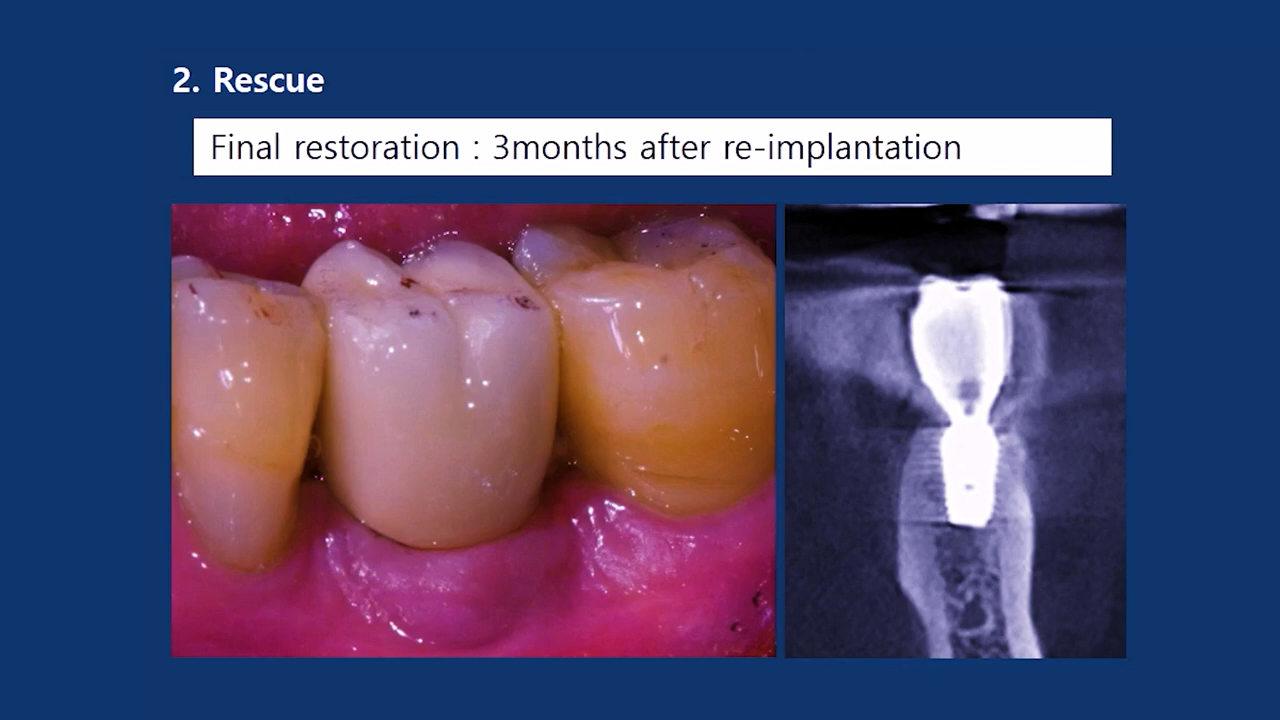 2. Rescue
Final restoration : 3months after re-implantation